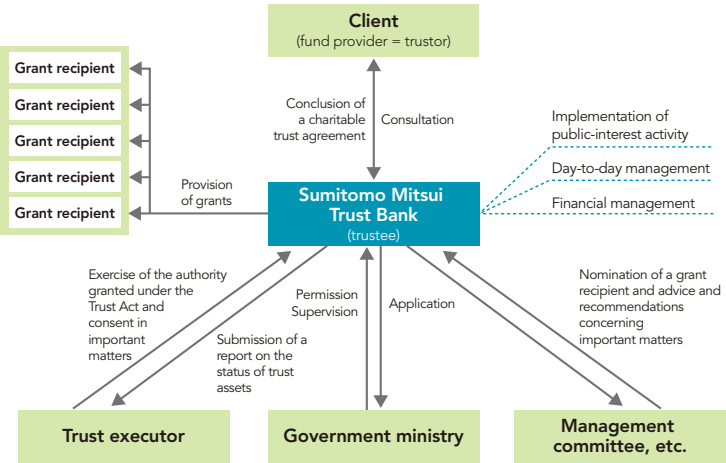 Client
(fund provider = trustor)
Grant recipient
Grant recipient
Grant recipient
Grant recipient
Grant recipient
Conclusion of
a charitable
trust agreement
Consultation
Implementation of
public-interest activity
Day-to-day management
Financial management
Provision
of grants
Sumitomo Mitsui
Trust Bank
(trustee)
Exercise of the authority
granted under the
Trust Act and
consent in
important
matters
Submission of a
report on the
status of trust
assets
Permission
Supervision
Application
Nomination of a grant
recipient and advice and
recommendations
concerning
important matters
Trust executor
Government ministry
Management
committee, etc.